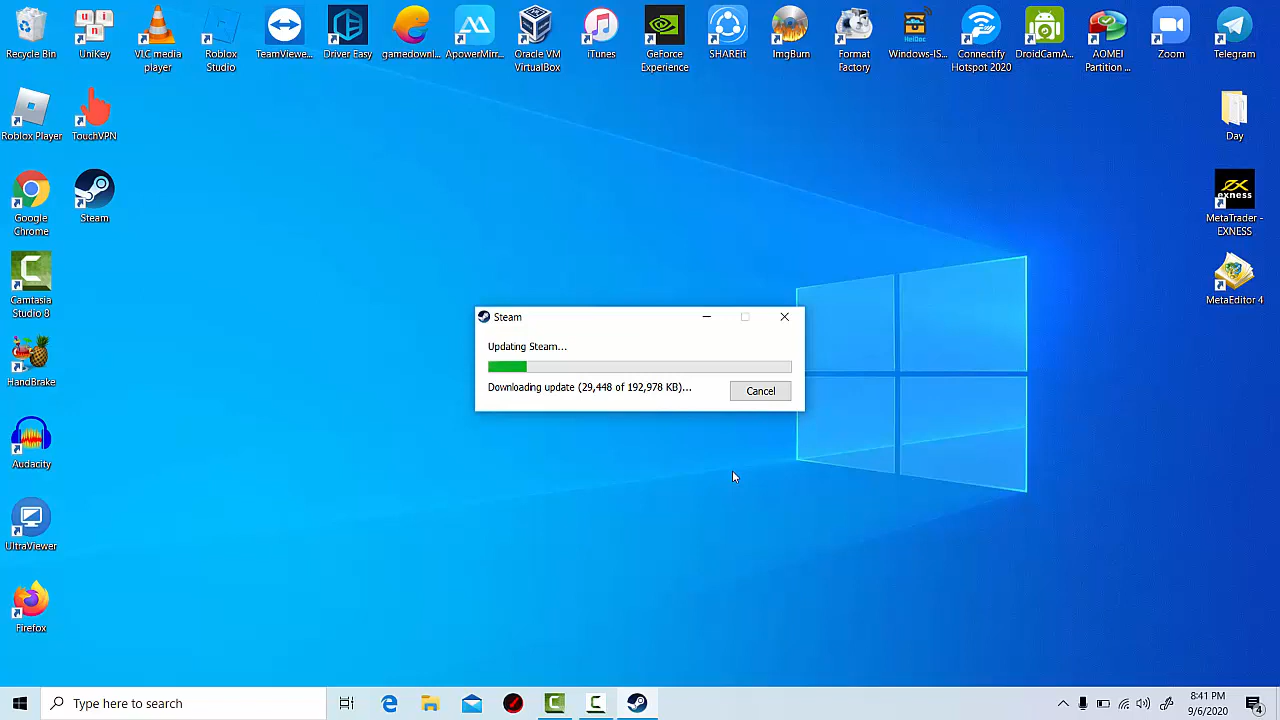 Recycle Bin
UniKey
VLC media
player
Roblox
Studio
TeamViewe...
Driver Easy
gamedownl...
ApowerMirr...
Oracle VM
VirtualBox
iTunes
GeForce
Experience
SHAREit
ImgBurn
Format
Factory
Windows-IS...
Connectify
Hotspot 2020
DroidCamA...
AOMEI
Partition ...
Zoom
Telegram
Roblox Player
TouchVPN
Day
Google
Chrome
Steam
exness
MetaTrader -
EXNESS
Camtasia
Studio 8
MetaEditor 4
HandBrake
Audacity
UltraViewer
Firefox
Steam
Updating Steam...
Downloading update (29,448 of 192,978 KB)...
Cancel
Type here to search
8:41 PM
9/6/2020
4